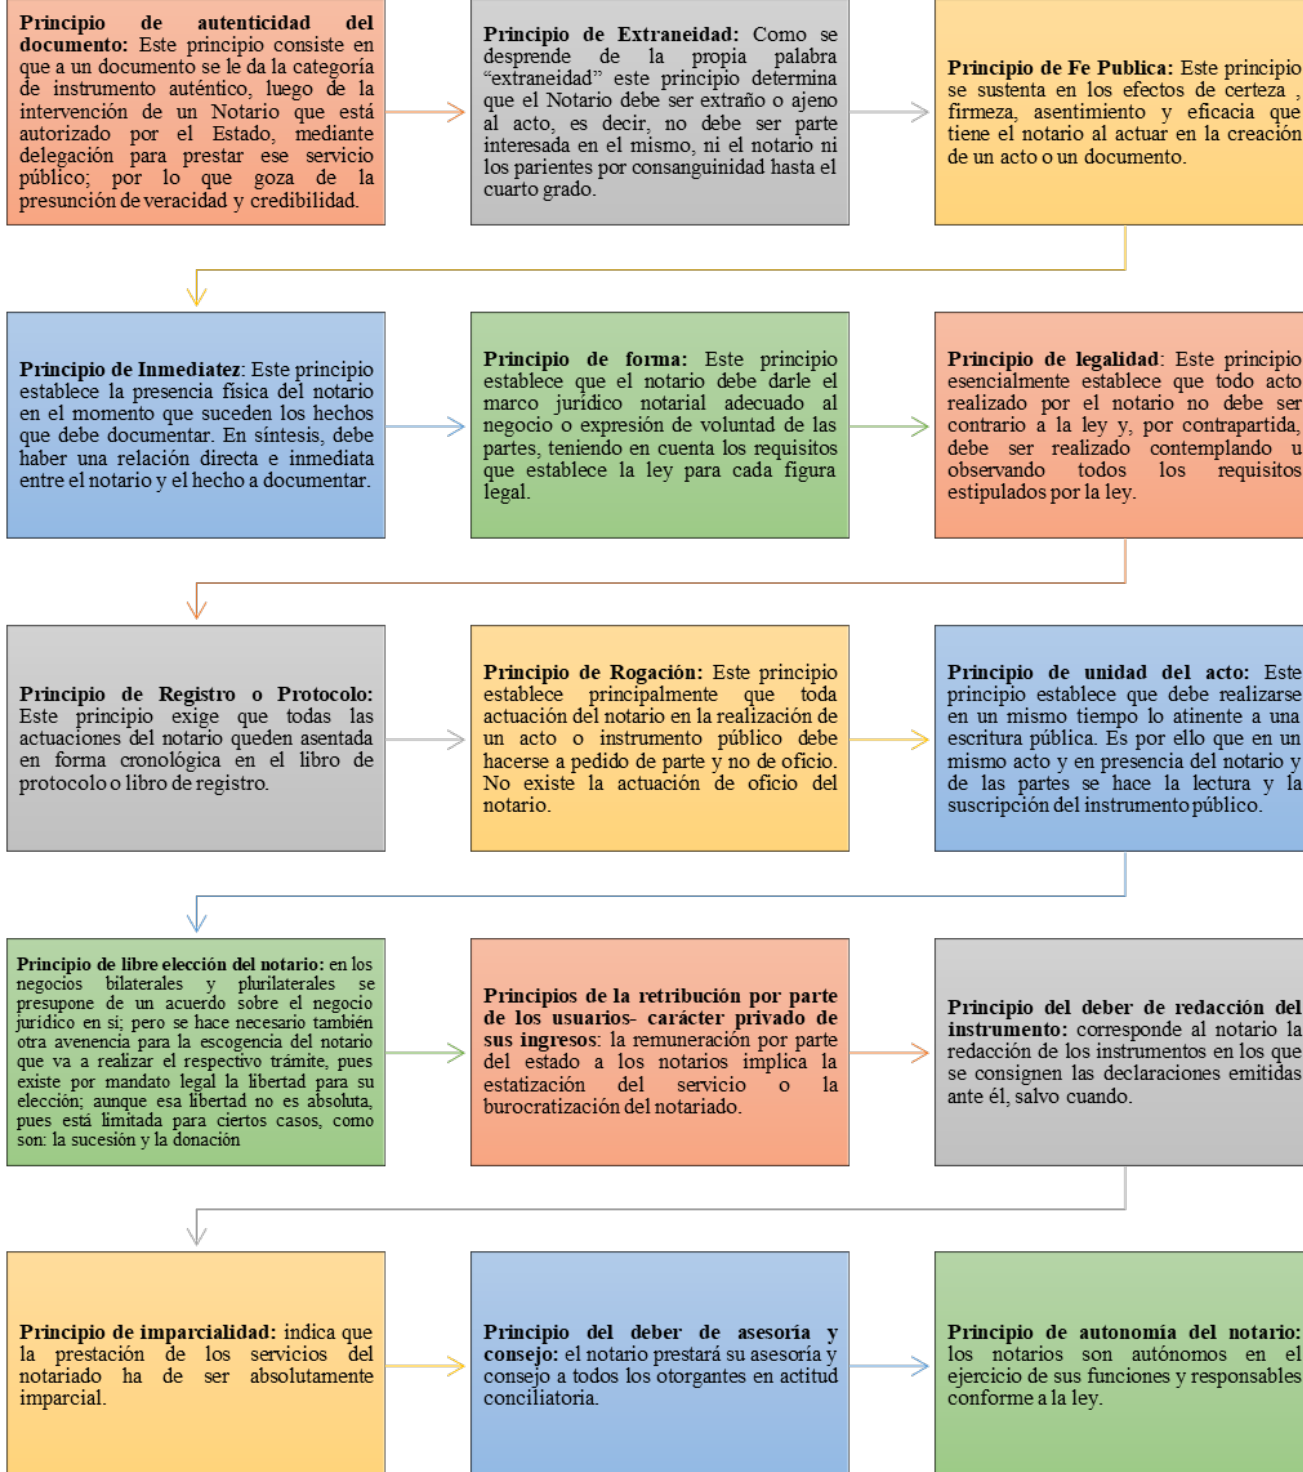 Principio de autenticidad del
documento: Este principio consiste en
que a un documento se le da la categoría
de instrumento auténtico, luego de la
intervención de un Notario que está
autorizado por el Estado, mediante
delegación para prestar ese servicio
público; por lo que goza de la
presunción de veracidad y credibilidad.
Principio de Extraneidad: Como se
desprende de la propia palabra
“extraneidad” este principio determina
que el Notario debe ser extraño o ajeno
al acto, es decir, no debe ser parte
interesada en el mismo, ni el notario ni
los parientes por consanguinidad hasta el
cuarto grado.
Principio de Fe Publica: Este principio
se sustenta en los efectos de certeza ,
firmeza, asentimiento y eficacia que
tiene el notario al actuar en la creación
de un acto o un documento.
Principio de Inmediatez: Este principio
establece la presencia física del notario
en el momento que suceden los hechos
que debe documentar. En síntesis, debe
haber una relación directa e inmediata
entre el notario y el hecho a documentar.
Principio de forma: Este principio
establece que el notario debe darle el
marco jurídico notarial adecuado al
negocio o expresión de voluntad de las
partes, teniendo en cuenta los requisitos
que establece la ley para cada figura
legal.
Principio de legalidad: Este principio
esencialmente establece que todo acto
realizado por el notario no debe ser
contrario a la ley y, por contrapartida,
debe ser realizado contemplando u
observando todos los requisitos
estipulados por la ley.
Principio de Registro o Protocolo:
Este principio exige que todas las
actuaciones del notario queden asentada
en forma cronológica en el libro de
protocolo o libro de registro.
Principio de Rogación: Este principio
establece principalmente que toda
actuación del notario en la realización de
un acto o instrumento público debe
hacerse a pedido de parte y no de oficio.
No existe la actuación de oficio del
notario.
Principio de unidad del acto: Este
principio establece que debe realizarse
en un mismo tiempo lo atinente a una
escritura pública. Es por ello que en un
mismo acto y en presencia del notario y
de las partes se hace la lectura y la
suscripción del instrumento público.
Principio de libre elección del notario: en los
negocios bilaterales y plurilaterales se
presupone de un acuerdo sobre el negocio
jurídico en si; pero se hace necesario también
otra avenencia para la escogencia del notario
que va a realizar el respectivo trámite, pues
existe por mandato legal la libertad para su
elección; aunque esa libertad no es absoluta,
pues está limitada para ciertos casos, como
son: la sucesión y la donación
Principios de la retribución por parte
de los usuarios- carácter privado de
sus ingresos: la remuneración por parte
del estado a los notarios implica la
estatización del servicio o la
burocratización del notariado.
Principio del deber de redacción del
instrumento: corresponde al notario la
redacción de los instrumentos en los que
se consignen las declaraciones emitidas
ante él, salvo cuando.
Principio de imparcialidad: indica que
la prestación de los servicios del
notariado ha de ser absolutamente
imparcial.
Principio del deber de asesoría y
consejo: el notario prestará su asesoría y
consejo a todos los otorgantes en actitud
conciliatoria.
Principio de autonomía del notario:
los notarios son autónomos en el
ejercicio de sus funciones y responsables
conforme a la ley.